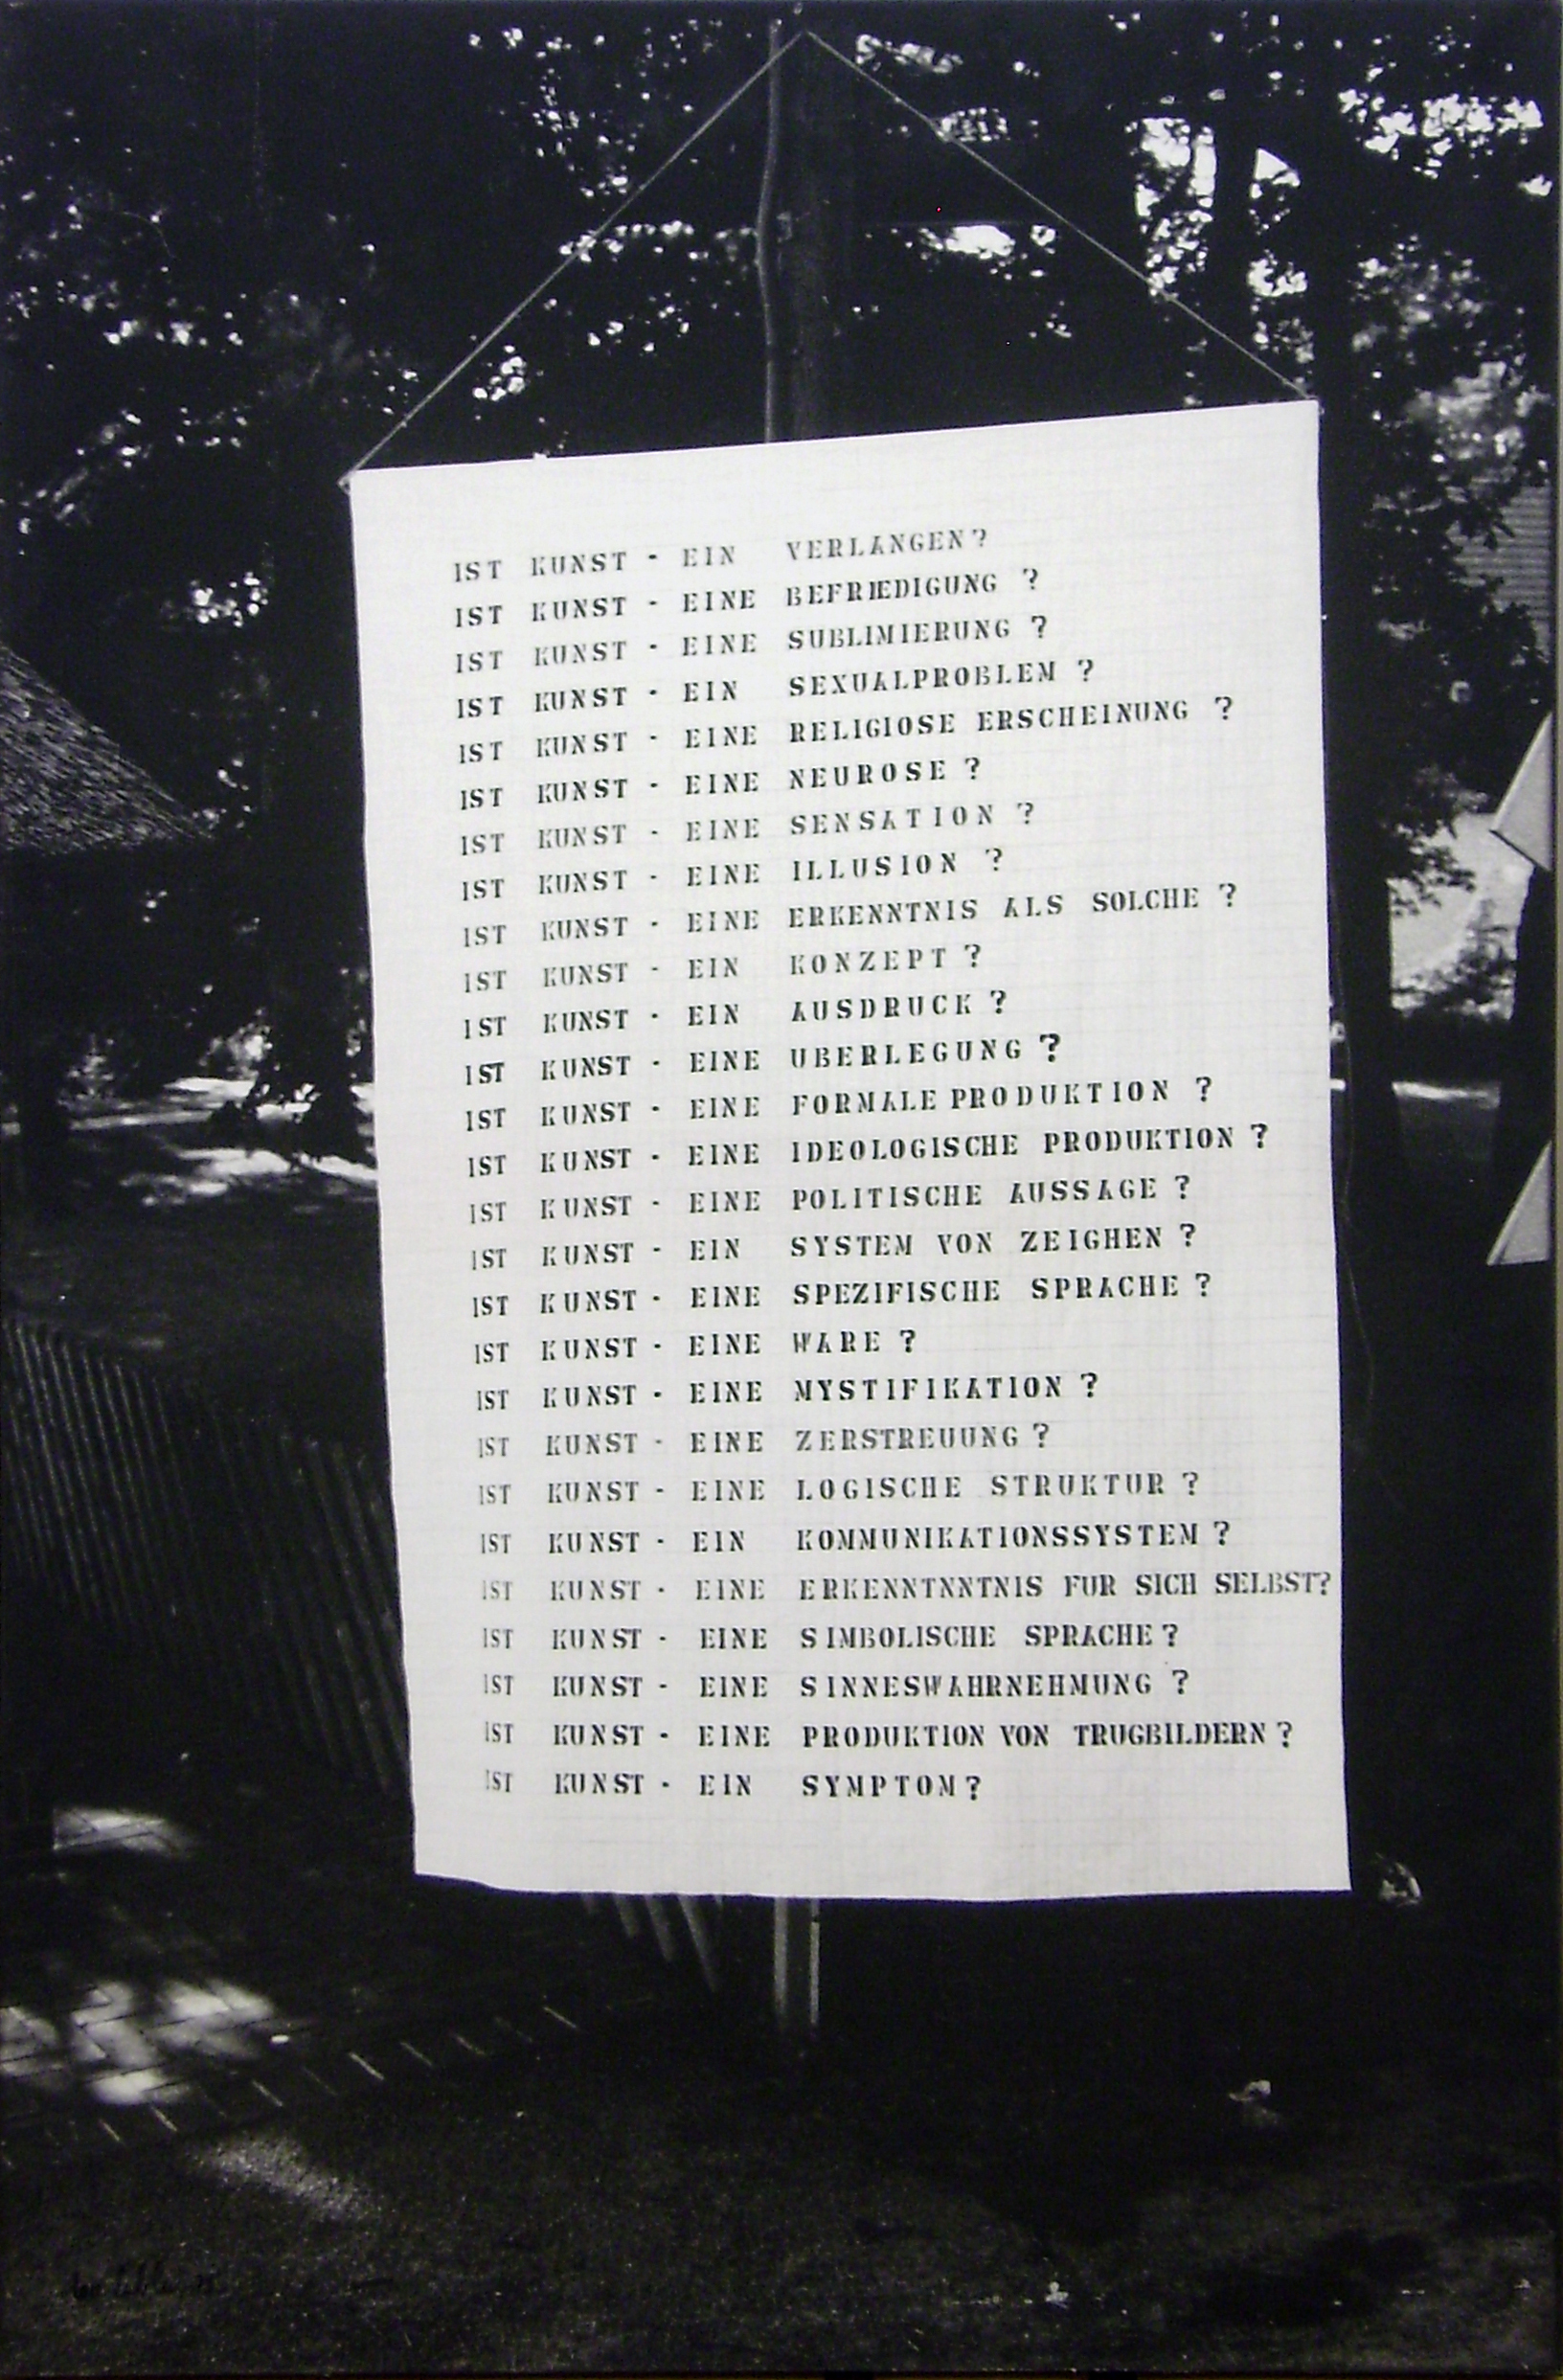 IST KUNST - EIN VERLANGEN?
IST KUNST - EINE BEFRIEDIGUNG ?
IST KUNST - EINE SUBLIMIERUNG ?
IST KUNST - EIN SEXUALPROBLEM ?
IST KUNST - EINE RELIGIOSE ERSCHEINUNG ?
IST KUNST - EINE NEUROSE ?
IST KUNST - EINE SENSATION ?
IST KUNST - EINE ILLUSION ?
IST KUNST - EINE ERKENNTNIS ALS SOLCHE ?
IST KUNST - EIN KONZEPT ?
IST KUNST - EIN AUSDRUCK ?
IST KUNST - EINE UBERLEGUNG ?
IST KUNST - EINE FORMALE PRODUKTION ?
IST KUNST - EINE IDEOLOGISCHE PRODUKTION ?
IST KUNST - EINE POLITISCHE AUSSAGE ?
IST KUNST - EIN SYSTEM VON ZEIGHEN ?
IST KUNST - EINE SPEZIFISCHE SPRACHE ?
IST KUNST - EINE WARE ?
IST KUNST - EINE MYSTIFIKATION ?
IST KUNST - EINE ZERSTREUUNG ?
IST KUNST - EINE LOGISCHE STRUKTUR ?
IST KUNST - EIN KOMMUNIKATIONSSYSTEM ?
IST KUNST - EINE ERKENNTNNTNIS FUR SICH SELBST?
IST KUNST - EINE SIMBOLISCHE SPRACHE ?
IST KUNST - EINE SINNESWAHRNEHMUNG ?
IST KUNST - EINE PRODUKTION VON TRUGBILDERN ?
IST KUNST - EIN SYMPTOM ?